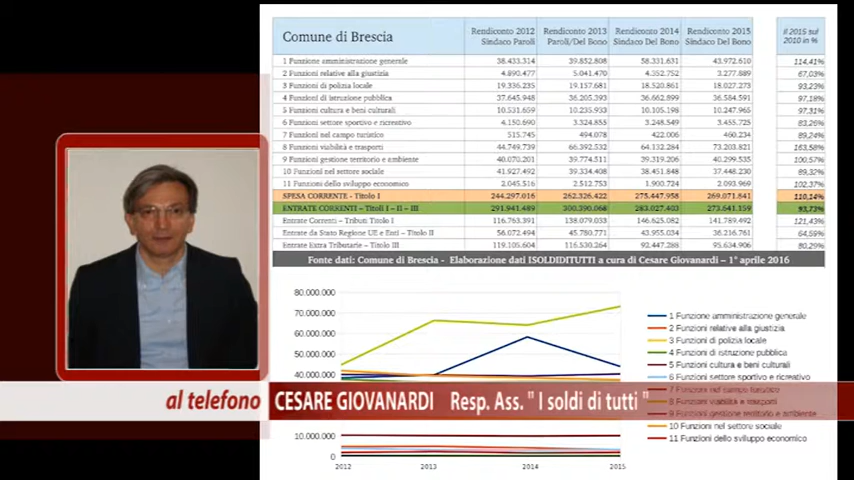 Comune di Brescia
Rendiconto 2012 Sindaco Paroli
Rendiconto 2013 Paroli/Del Bono
Rendiconto 2014 Sindaco Del Bono
Rendiconto 2015 Sindaco Del Bono
Il 2015 sul 2010 in %
1 Funzione amministrazione generale 38.433.314 39.852.808 58.331.631 43.972.610 114,41%
2 Funzioni relative alla giustizia 4.890.477 5.041.470 4.352.752 3.277.889 67,03%
3 Funzioni di polizia locale 19.336.235 19.157.681 18.520.861 18.027.273 93,23%
4 Funzioni di istruzione pubblica 37.645.948 36.205.393 36.662.899 36.584.591 97,18%
5 Funzioni cultura e beni culturali 10.531.659 10.235.933 10.105.198 10.247.965 97,31%
6 Funzioni settore sportivo e ricreativo 4.150.690 3.324.855 3.248.549 3.455.725 83,26%
7 Funzioni nel campo turistico 515.745 494.078 422.006 460.234 89,24%
8 Funzioni viabilità e trasporti 44.749.739 66.392.532 64.132.284 73.203.821 163,58%
9 Funzioni gestione territorio e ambiente 40.070.201 39.774.511 39.319.206 40.299.535 100,57%
10 Funzioni nel settore sociale 41.927.492 39.334.408 38.451.848 37.448.230 89,32%
11 Funzioni dello sviluppo economico 2.045.516 2.512.753 1.900.724 2.093.969 102,37%
SPESA CORRENTE - Titolo I 244.297.016 262.326.422 275.447.958 269.071.841 110,14%
ENTRATE CORRENTI – Titoli I – II – III 291.941.489 300.390.068 283.027.403 273.641.159 93,73%
Entrate Correnti – Tributi Titolo I 116.763.391 138.079.033 146.625.082 141.789.492 121,43%
Entrate da Stato Regione UE e Enti – Titolo II 56.072.494 45.780.771 43.955.034 36.216.761 64,59%
Entrate Extra Tributarie – Titolo III 119.105.604 116.530.264 92.447.288 95.634.906 80,29%
Fonte dati: Comune di Brescia - Elaborazione dati ISOLDIDITUTTI a cura di Cesare Giovanardi – 1° aprile 2016
80.000.000
70.000.000
60.000.000
50.000.000
40.000.000
10.000.000
0
2012 2013 2014 2015
1 Funzione amministrazione generale
2 Funzioni relative alla giustizia
3 Funzioni di polizia locale
4 Funzioni di istruzione pubblica
5 Funzioni cultura e beni culturali
6 Funzioni settore sportivo e ricreativo
7 Funzioni nel campo turistico
8 Funzioni viabilità e trasporti
9 Funzioni gestione territorio e ambiente
10 Funzioni nel settore sociale
11 Funzioni dello sviluppo economico
al telefono CESARE GIOVANARDI Resp. Ass. " I soldi di tutti "